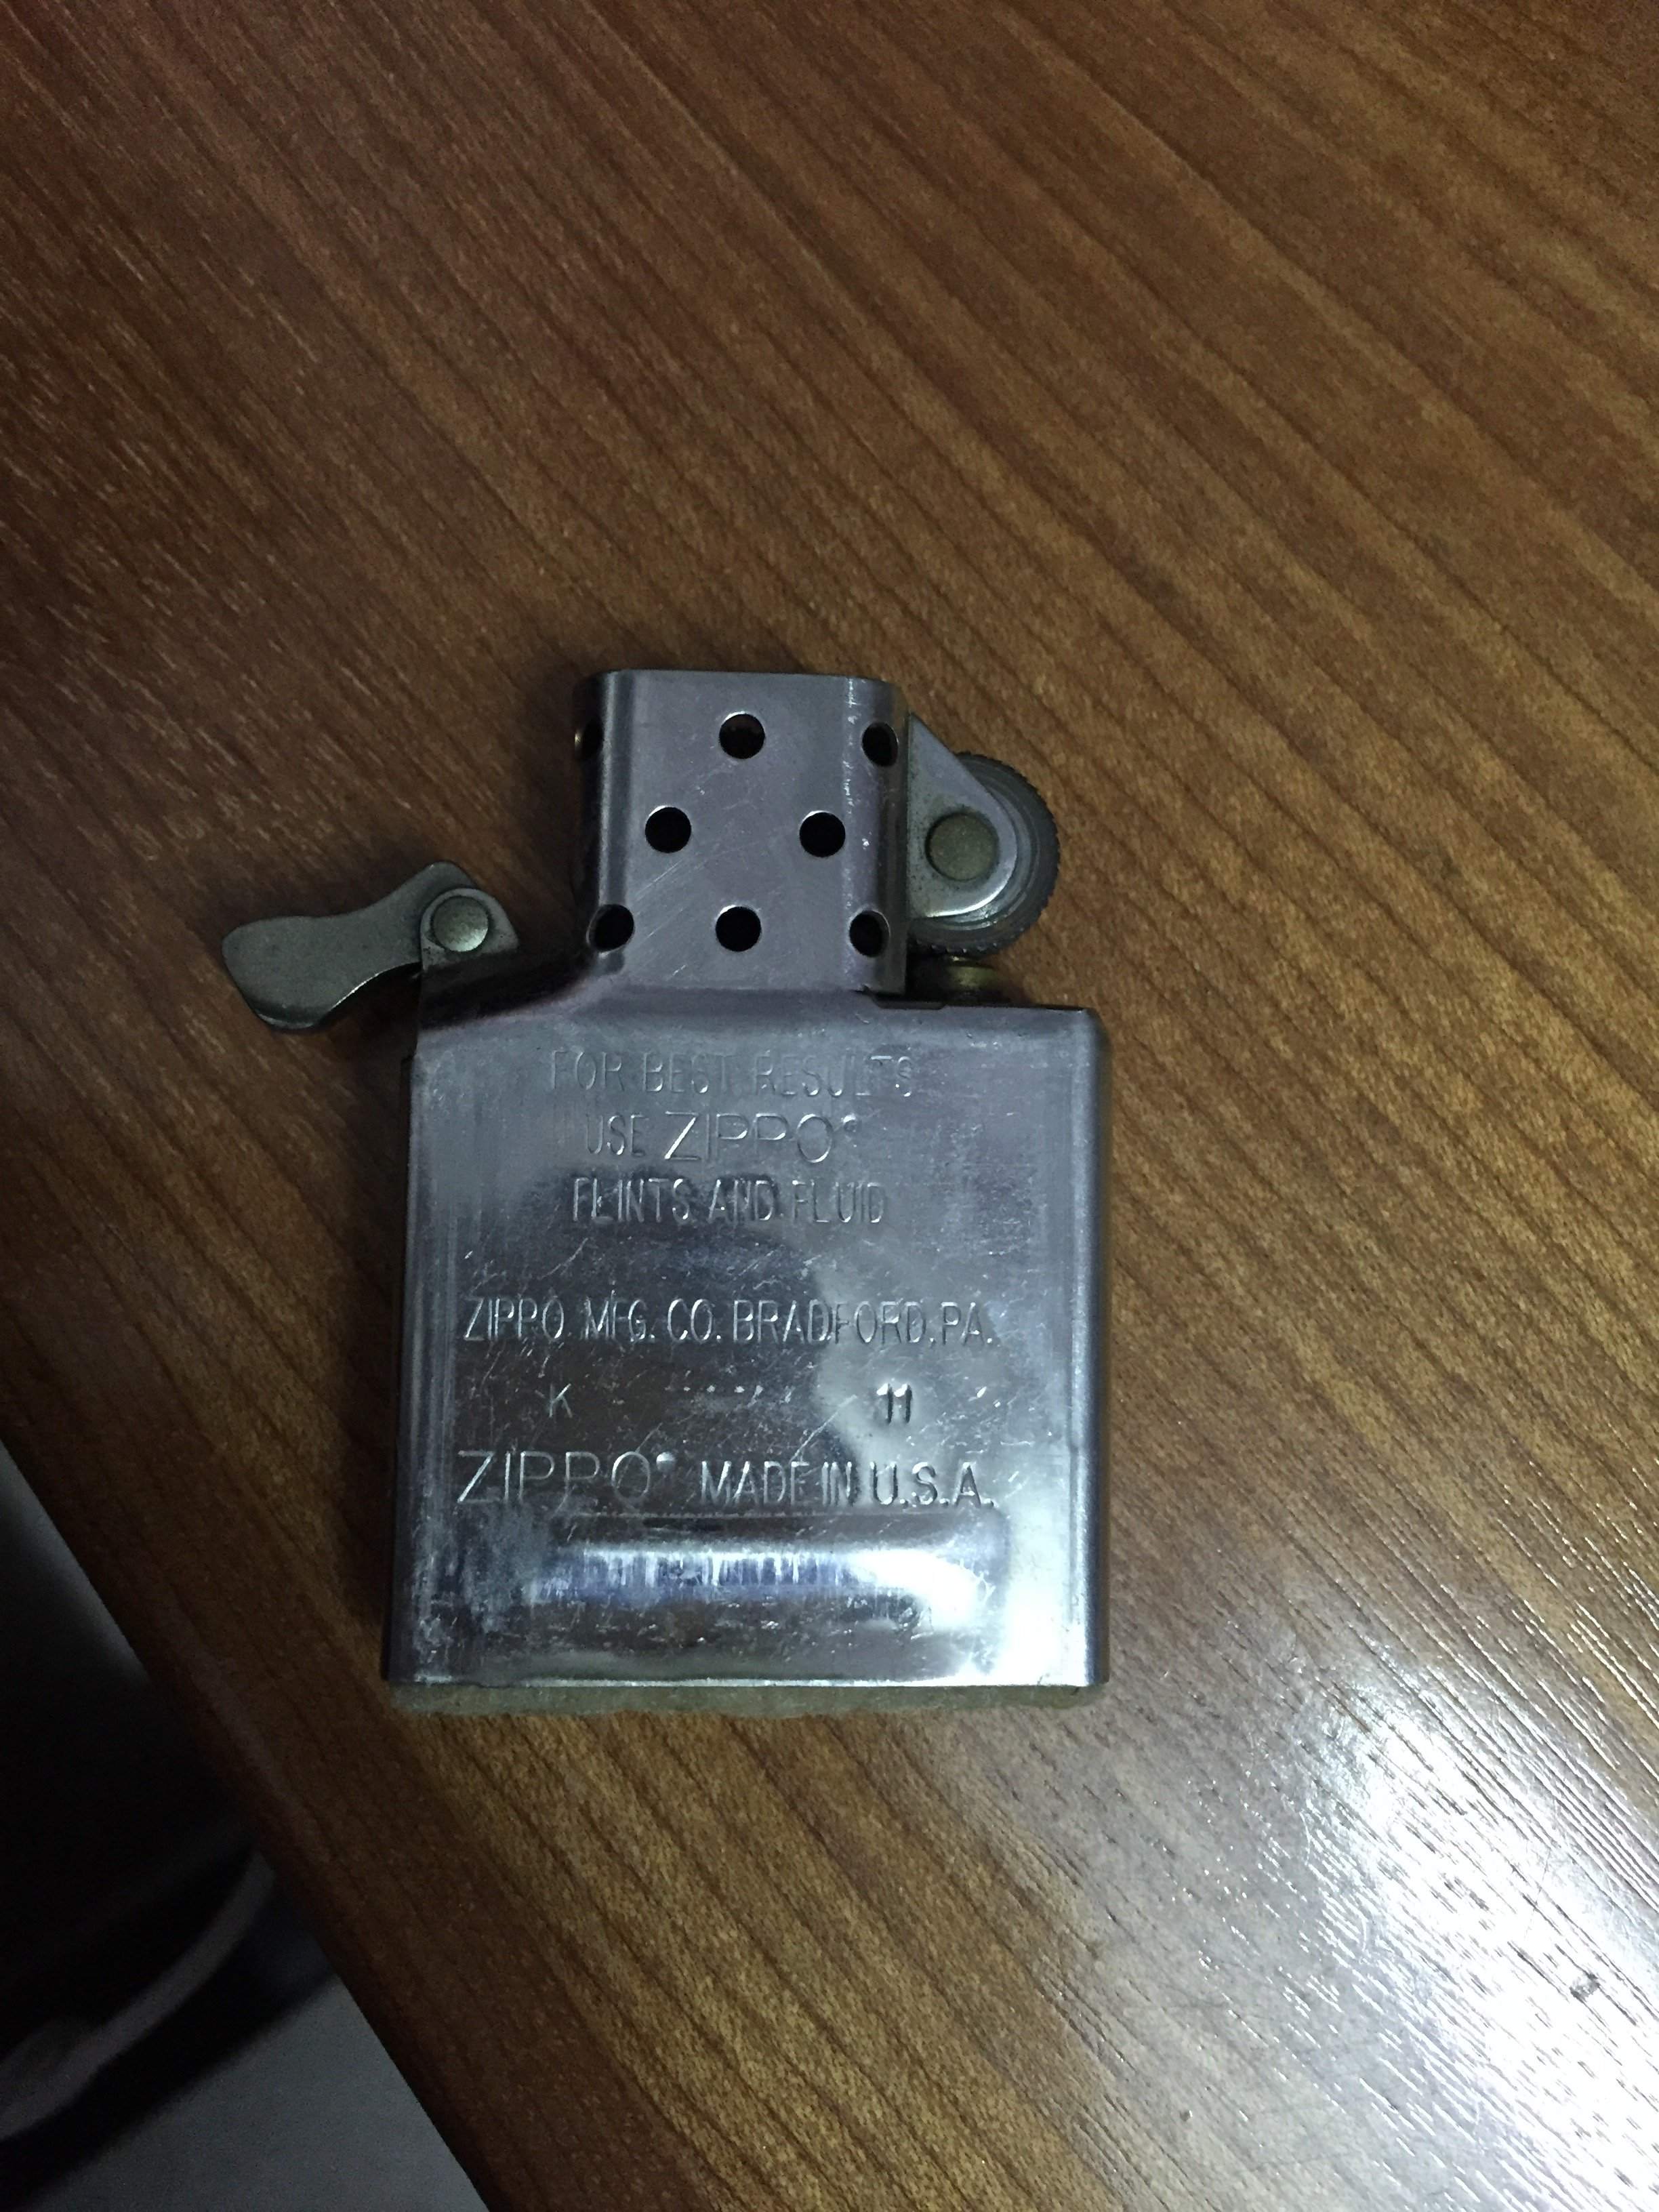 FOR BEST RESULTS
USE ZIPPO®
FLINTS AND FLUID
ZIPPO MFG. CO. BRADFORD, PA.
K 11
ZIPPO® MADE IN U.S.A.